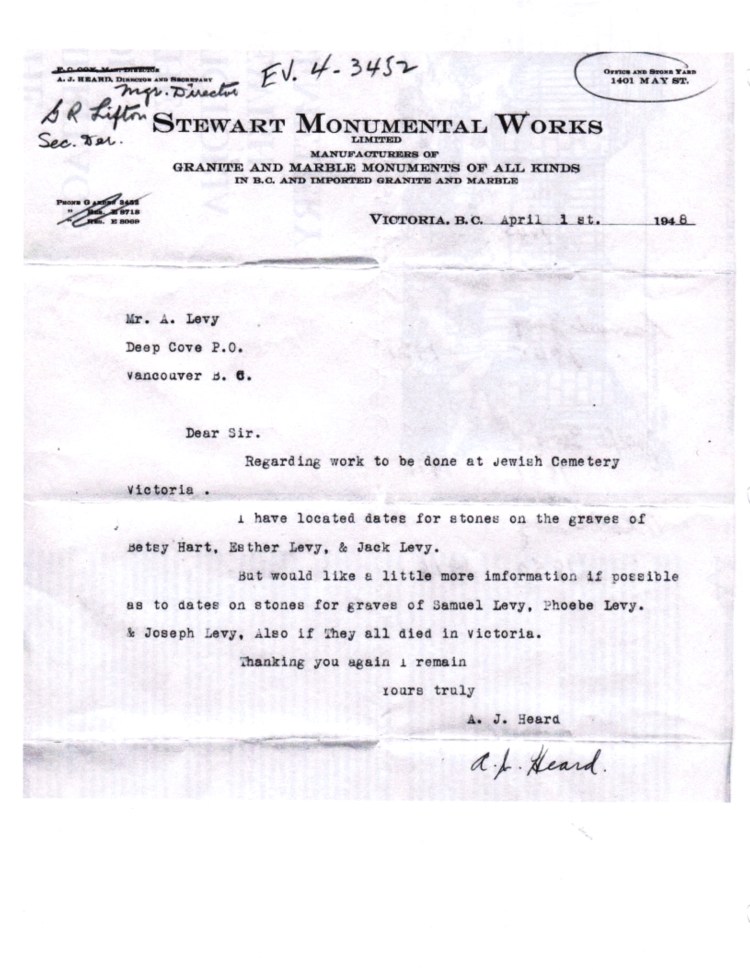 A. J. HEARD, DIRECTOR AND SECRETARY
Mgr. Director
EV. 4-3452
OFFICE AND STONE YARD
1401 MAY ST.
S R Lifton
Sec.
STEWART MONUMENTAL WORKS
LIMITED
MANUFACTURERS OF
GRANITE AND MARBLE MONUMENTS OF ALL KINDS
IN B.C. AND IMPORTED GRANITE AND MARBLE
PHONE
VICTORIA, B.C. April 1 st. 1948
Mr. A. Levy
Deep Cove P.O.
Vancouver B. C.
Dear Sir.
Regarding work to be done at Jewish Cemetery
Victoria .
I have located dates for stones on the graves of
Betsy Hart, Esther Levy, & Jack Levy.
But would like a little more imformation if possible
as to dates on stones for graves of Samuel Levy, Phoebe Levy.
& Joseph Levy, Also if They all died in Victoria.
Thanking you again I remain
Yours truly
A. J. Heard
A. J. Heard.